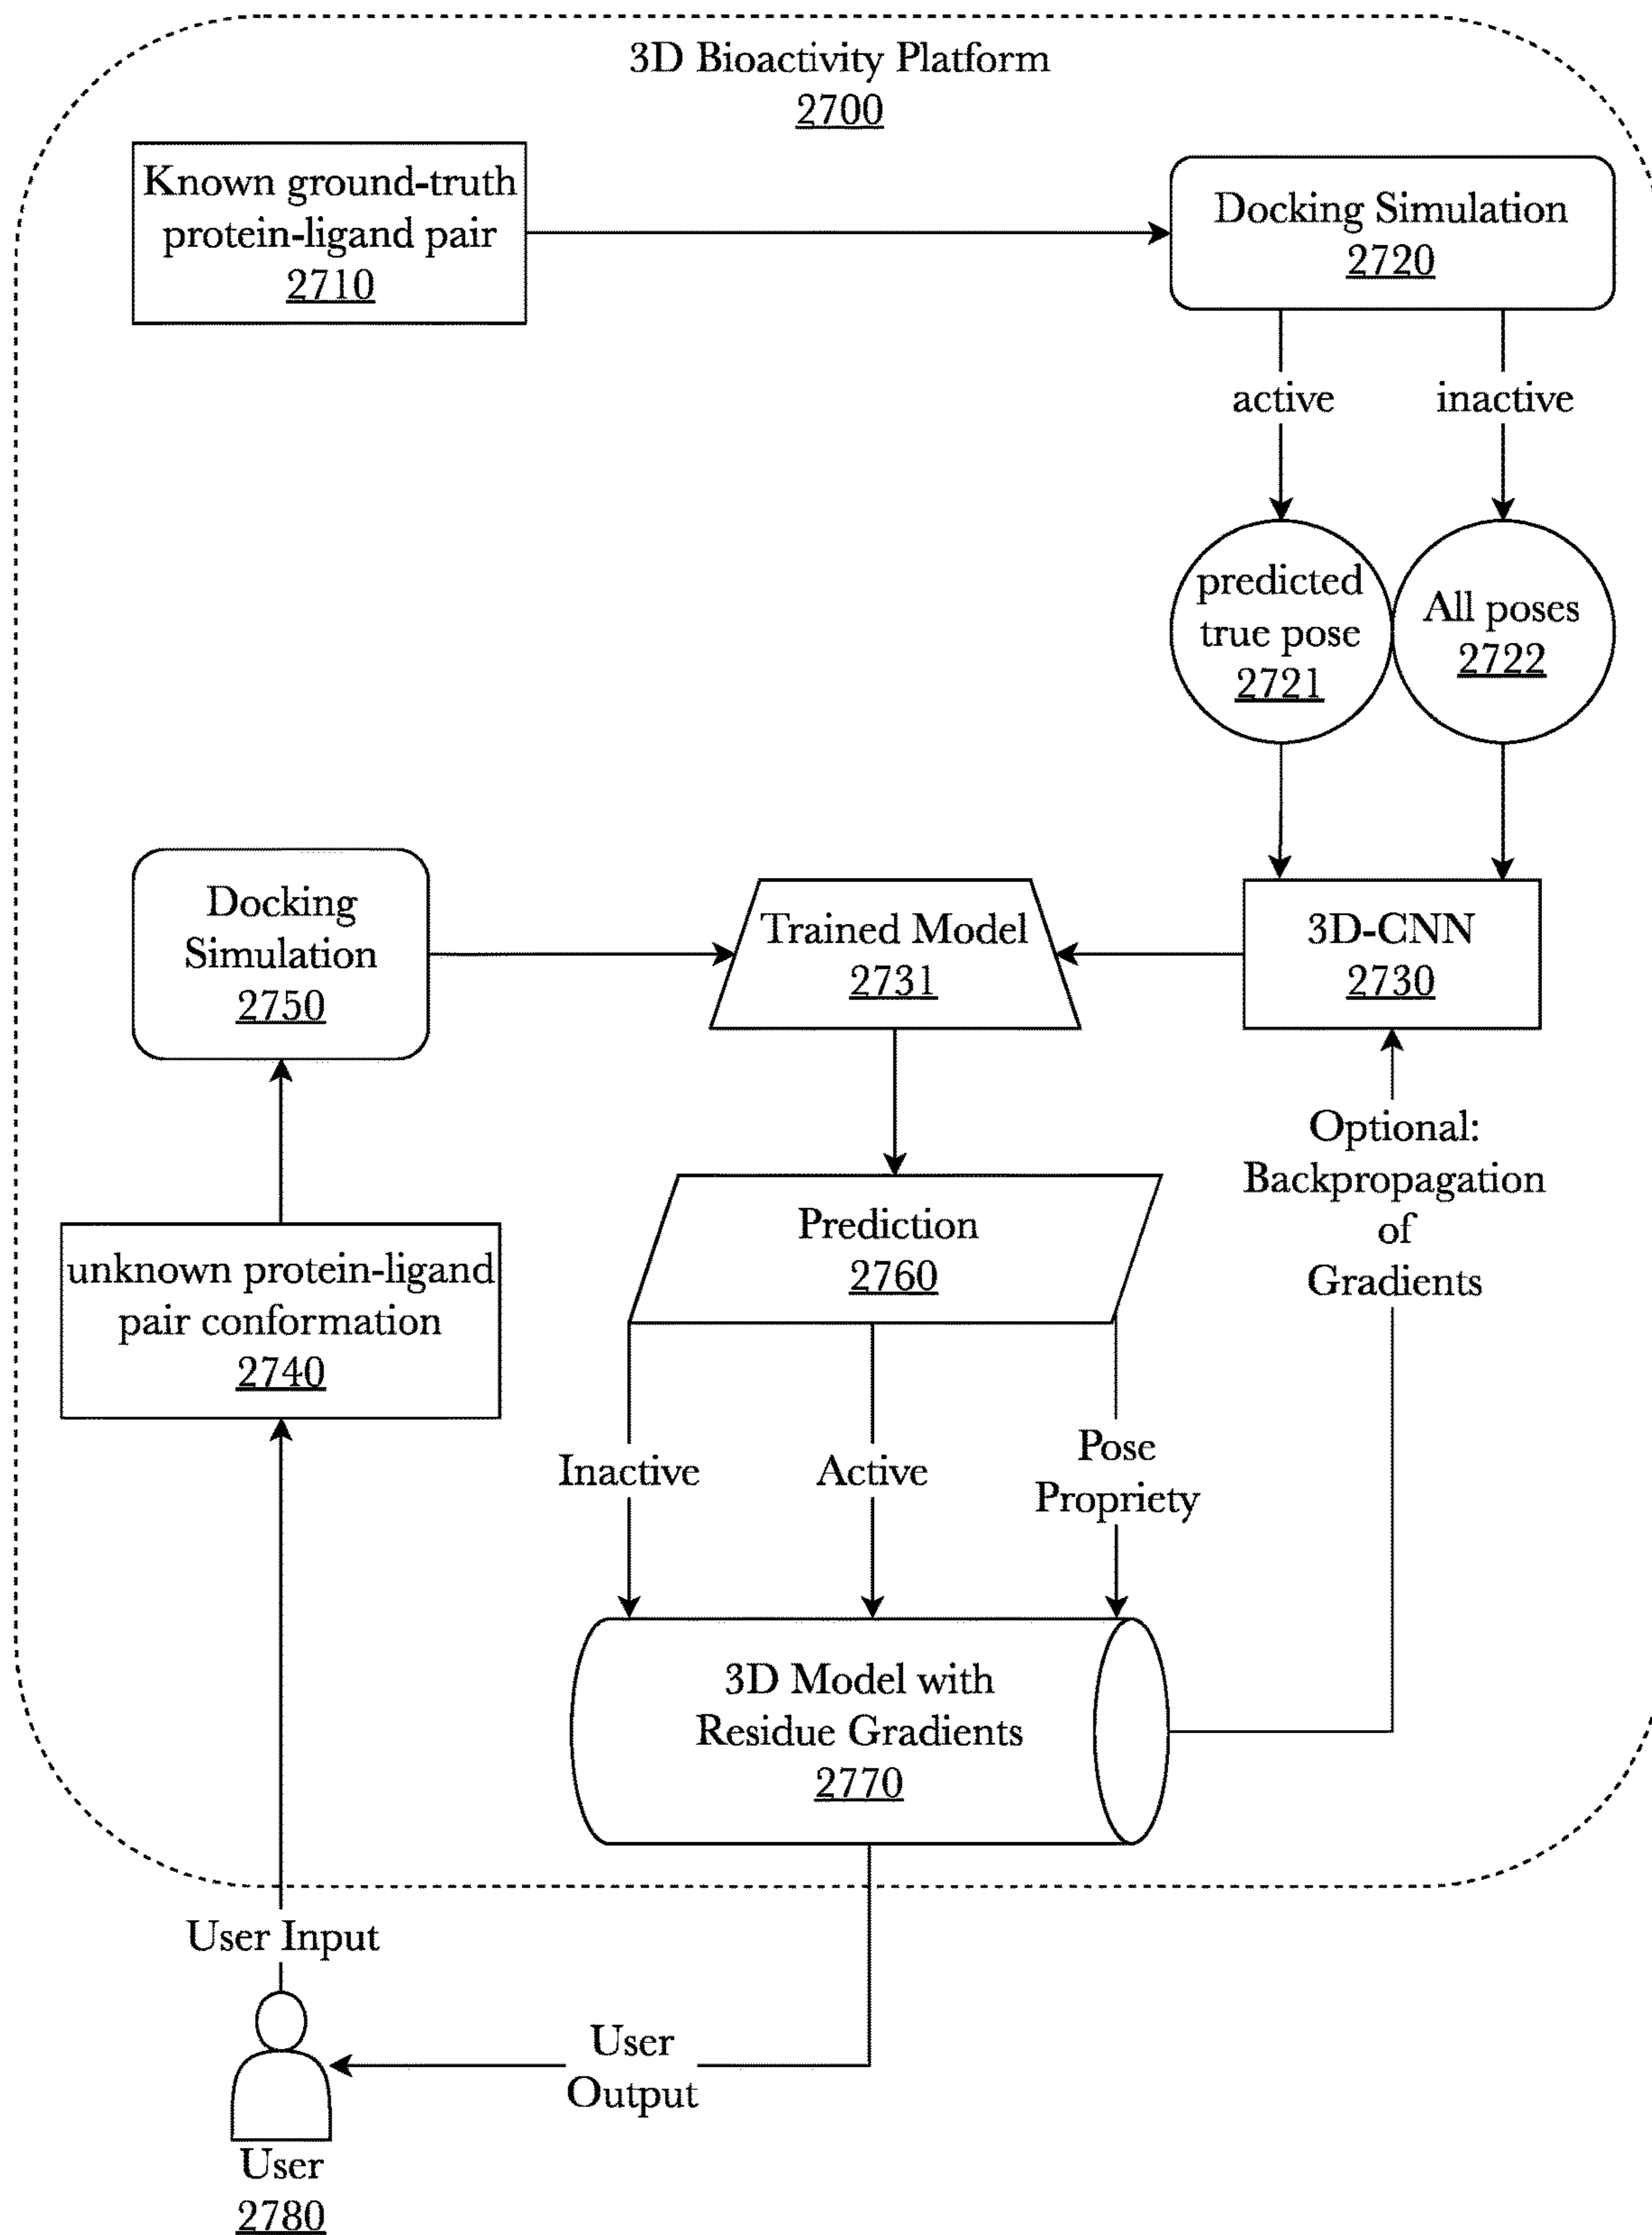 3D Bioactivity Platform
2700
Known ground-truth
protein-ligand pair
2710
Docking Simulation
2720
active
inactive
predicted
true pose
2721
All poses
2722
Docking
Simulation
2750
Trained Model
2731
3D-CNN
2730
Optional:
Backpropagation
of
Gradients
Prediction
2760
unknown protein-ligand
pair conformation
2740
Inactive
Active
Pose
Propriety
3D Model with
Residue Gradients
2770
User Input
User
Output
User
2780